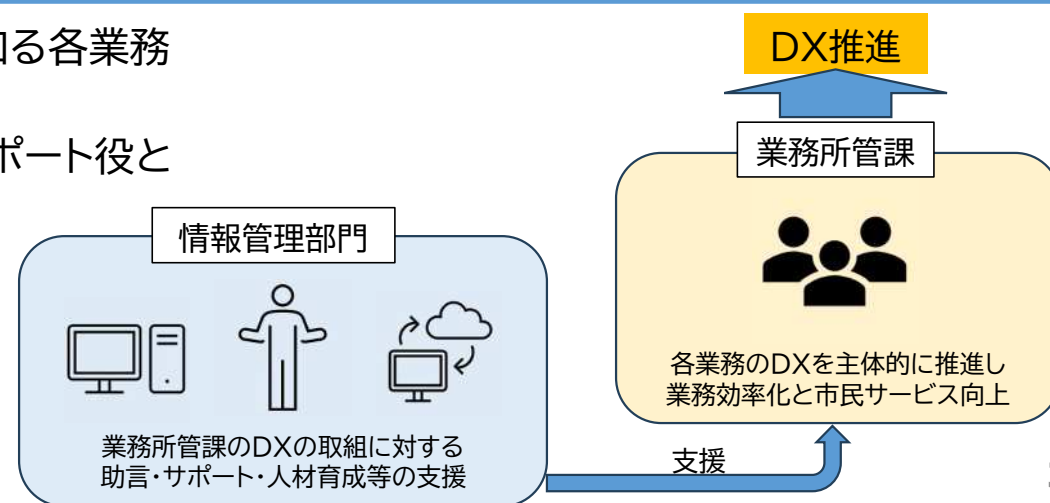 知る各業務
ポート役と
DX推進
業務所管課
各業務のDXを主体的に推進し
業務効率化と市民サービス向上
情報管理部門
業務所管課のDXの取組に対する
助言・サポート・人材育成等の支援
支援